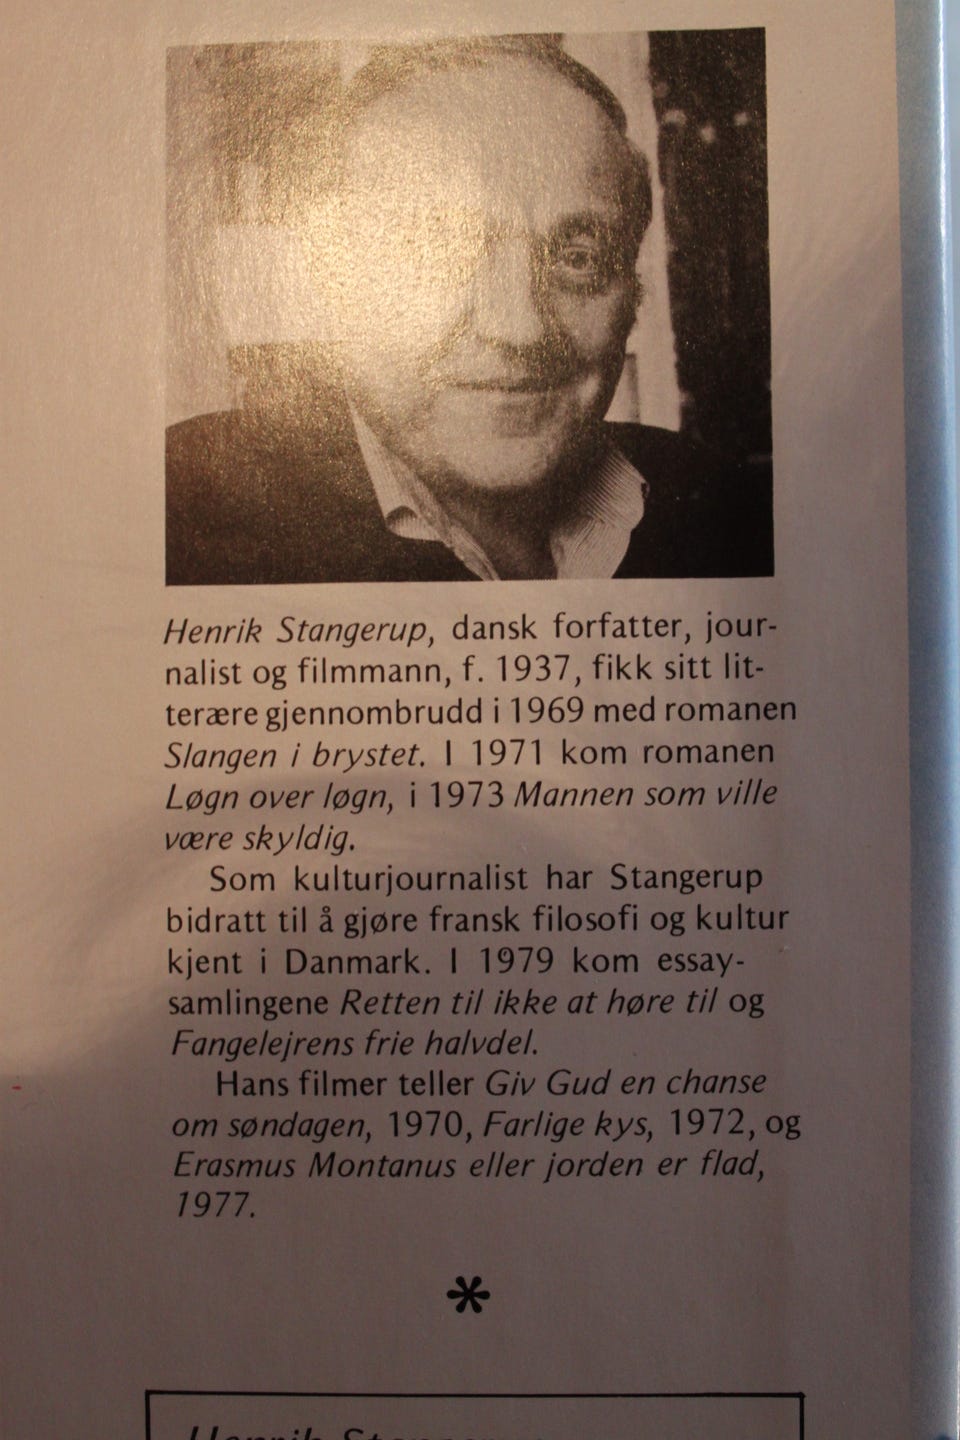 Henrik Stangerup, dansk forfatter, jour-
nalist og filmmann, f. 1937, fikk sitt lit-
terære gjennombrudd i 1969 med romanen
Slangen i brystet. I 1971 kom romanen
Løgn over løgn, i 1973 Mannen som ville
være skyldig.
Som kulturjournalist har Stangerup
bidratt til å gjøre fransk filosofi og kultur
kjent i Danmark. I 1979 kom essay-
samlingene Retten til ikke at høre til og
Fangelejrens frie halvdel.
Hans filmer teller Giv Gud en chanse
om søndagen, 1970, Farlige kys, 1972, og
Erasmus Montanus eller jorden er flad,
1977.
*
Henrik Stangerup